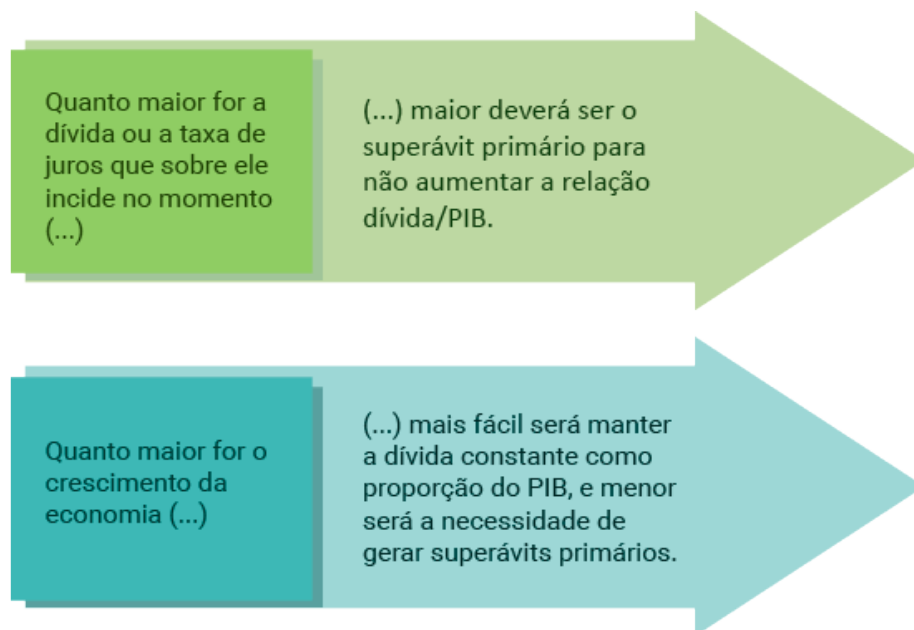 Quanto maior for a
dívida ou a taxa de
juros que sobre ele
incide no momento
(...)
(...) maior deverá ser o
superávit primário para
não aumentar a relação
dívida/PIB.
Quanto maior for o
crescimento da
economia (...)
(...) mais fácil será manter
a dívida constante como
proporção do PIB, e menor
será a necessidade de
gerar superávits primários.